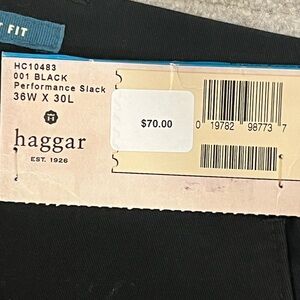 T FIT
HC10483
001 BLACK
Performance Slack
36W X 30L
haggar
EST. 1926
$70.00
0 19782 98773 7